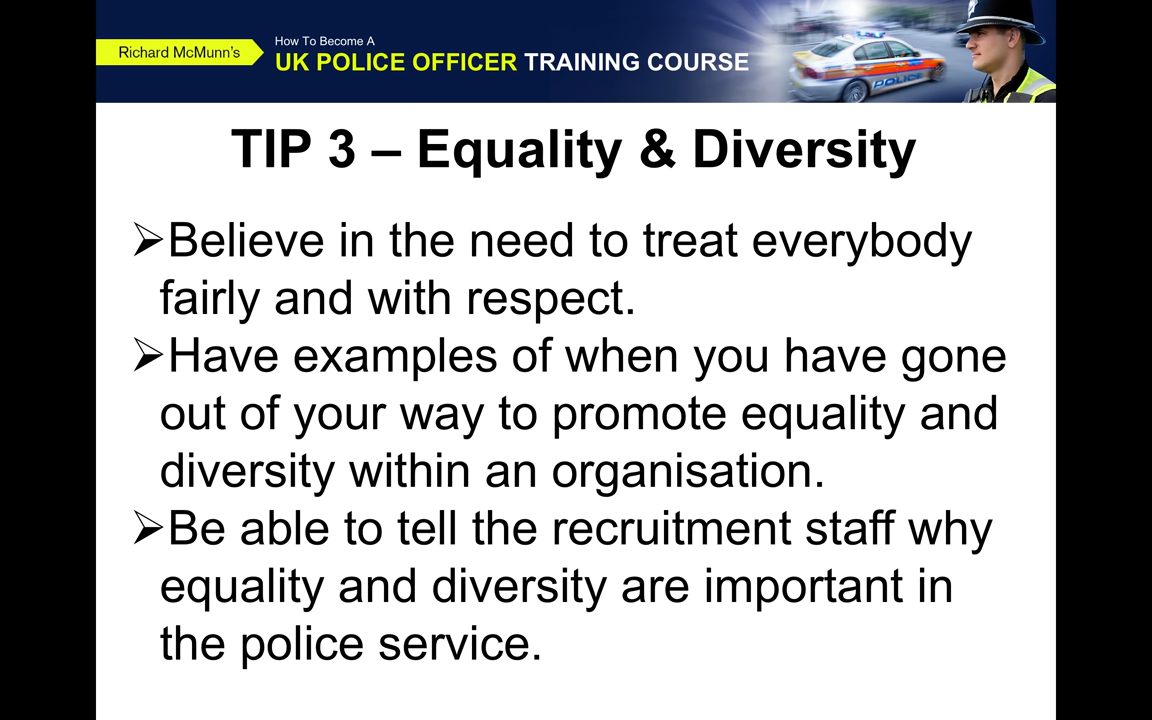 Richard McMunn's
How To Become A
UK POLICE OFFICER TRAINING COURSE
POLICE
TIP 3 – Equality & Diversity
➢Believe in the need to treat everybody
fairly and with respect.
➢Have examples of when you have gone
out of your way to promote equality and
diversity within an organisation.
➢Be able to tell the recruitment staff why
equality and diversity are important in
the police service.